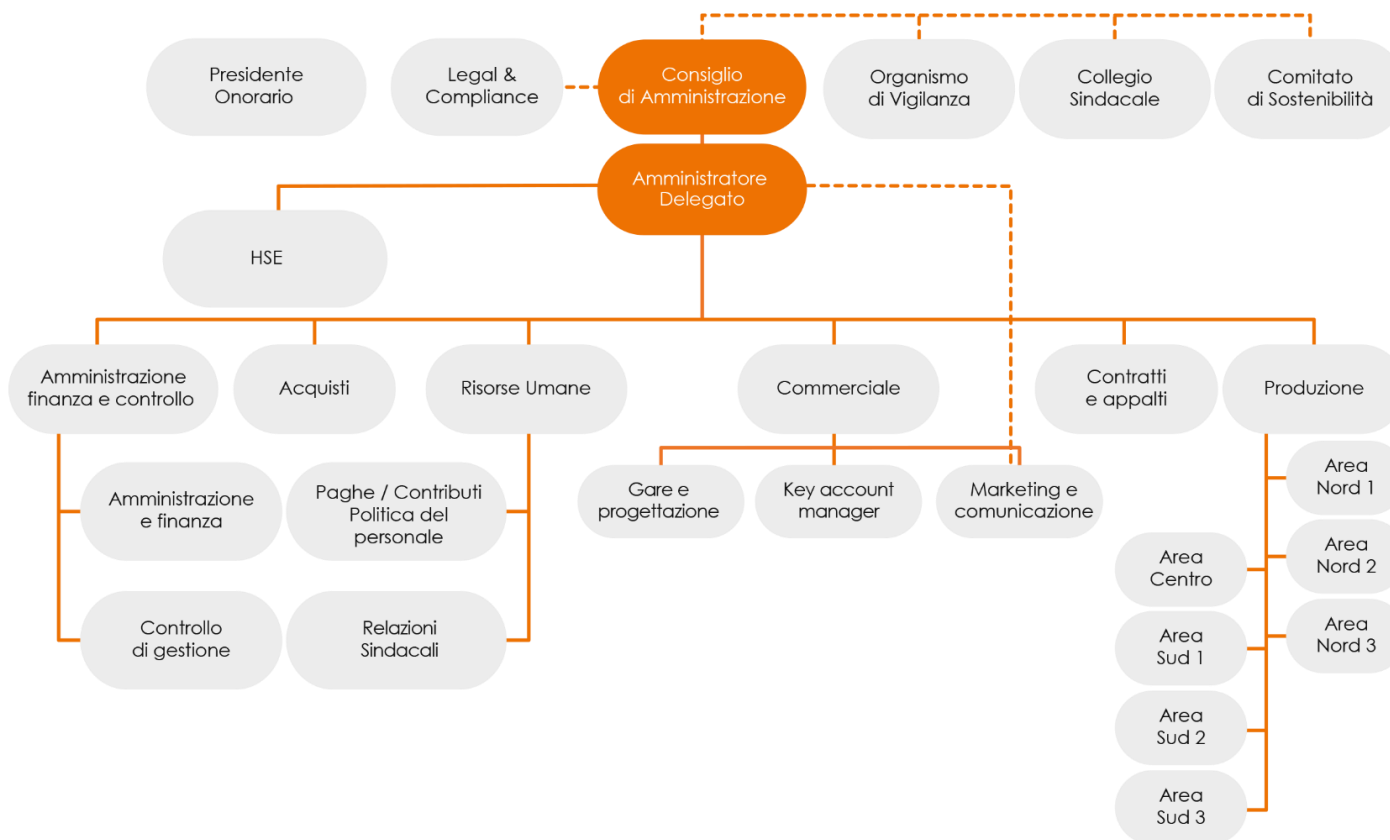 Presidente
Onorario
Legal &
Compliance
Consiglio
di Amministrazione
Organismo
di Vigilanza
Collegio
Sindacale
Comitato
di Sostenibilità
Amministratore
Delegato
HSE
Amministrazione
finanza e controllo
Acquisti
Risorse Umane
Commerciale
Contratti
e appalti
Produzione
Amministrazione
e finanza
Paghe / Contributi
Politica del
personale
Gare e
progettazione
Key account
manager
Marketing e
comunicazione
Area
Nord 1
Area
Centro
Area
Nord 2
Controllo
di gestione
Relazioni
Sindacali
Area
Sud 1
Area
Nord 3
Area
Sud 2
Area
Sud 3